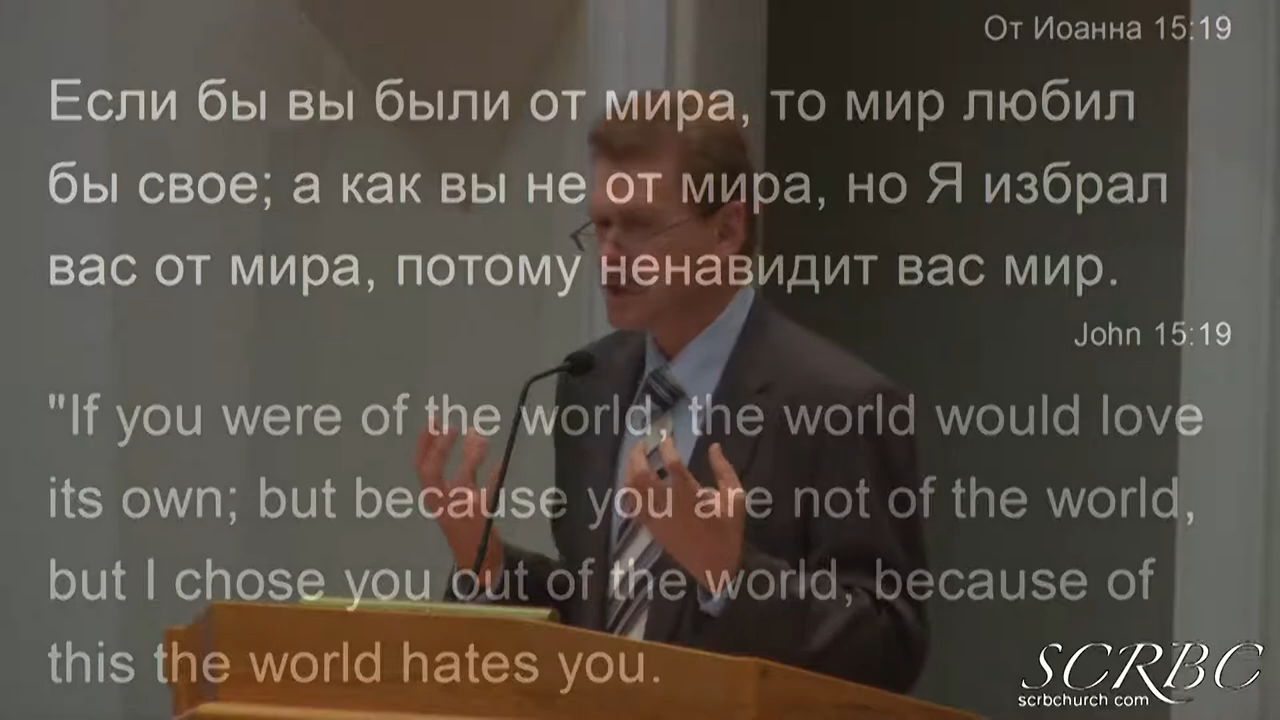 От Иоанна 15:19
Если бы вы были от мира, то мир любил
бы свое; а как вы не от мира, но Я избрал
вас от мира, потому ненавидит вас мир.
John 15:19
"If you were of the world, the world would love
its own; but because you are not of the world,
but I chose you out of the world, because of
this the world hates you.
SCRBC
scrbchurch com